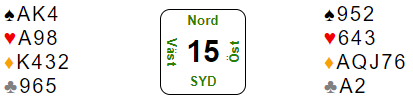 ♠AK4
♥A98
♦K432
♣965
Nord
Väst 15 Öst
SYD
♠952
♥643
♦AQJ76
♣A2